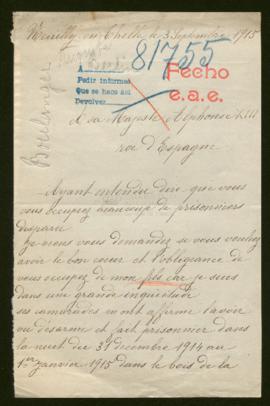 Neuilly en Thelle le 3 Septembre 1915
81755
A
Pedir informes
Que se hace así
Devolver
Fecho
e.a.e.
Boulanger
A sa Majesté Alphonse XIII
roi d'Espagne
Ayant entendu dire que vous
vous occupez beaucoup de prisonniers
disparu
Je vous demandez si vous voulez
avoir le bon cœur et l'obligeance de
vous occupez de mon fils car je suis
dans une grande inquiétude
ses camarades m'ont affirmé l'avoir
vu désarmé et fait prisonnier dans
la nuit du 31 décembre 1914 au
1er janvier 1915 dans le bois de la